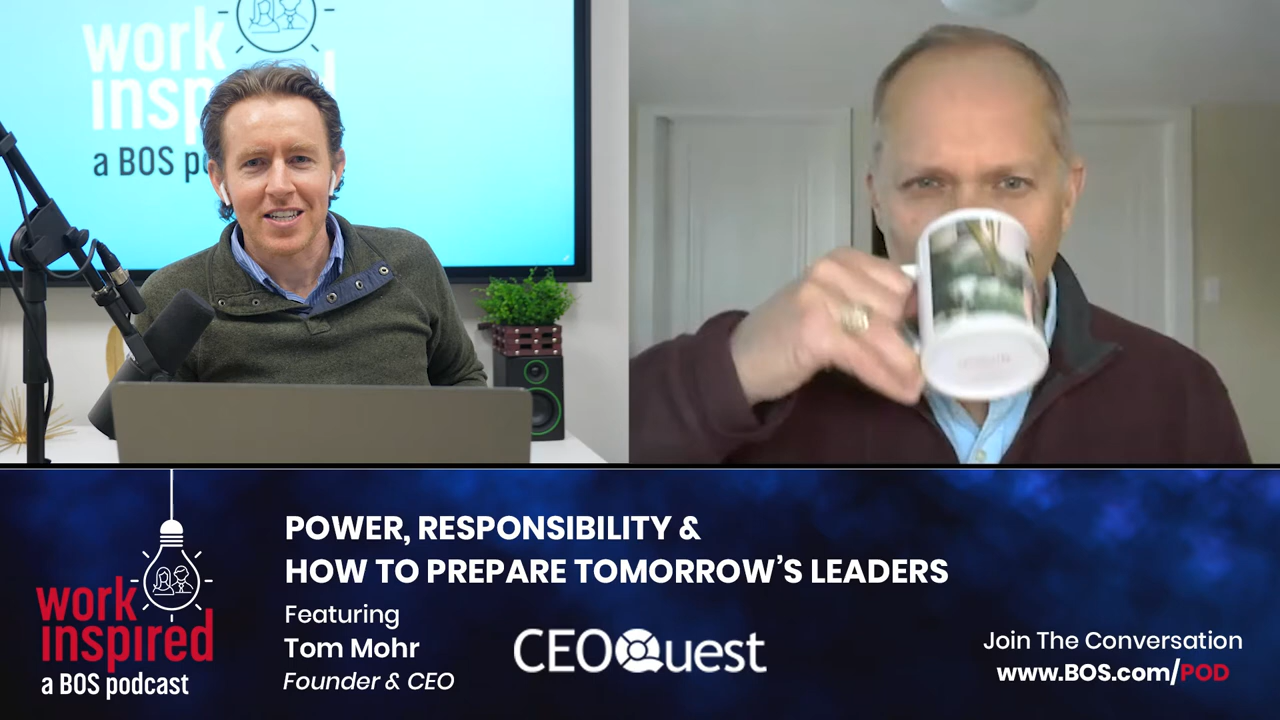 work
insp
a BOS po
POWER, RESPONSIBILITY &
HOW TO PREPARE TOMORROW'S LEADERS
Featuring
Tom Mohr
Founder & CEO
CEOQuest
work
inspired
a BOS podcast
Join The Conversation
www.BOS.com/POD